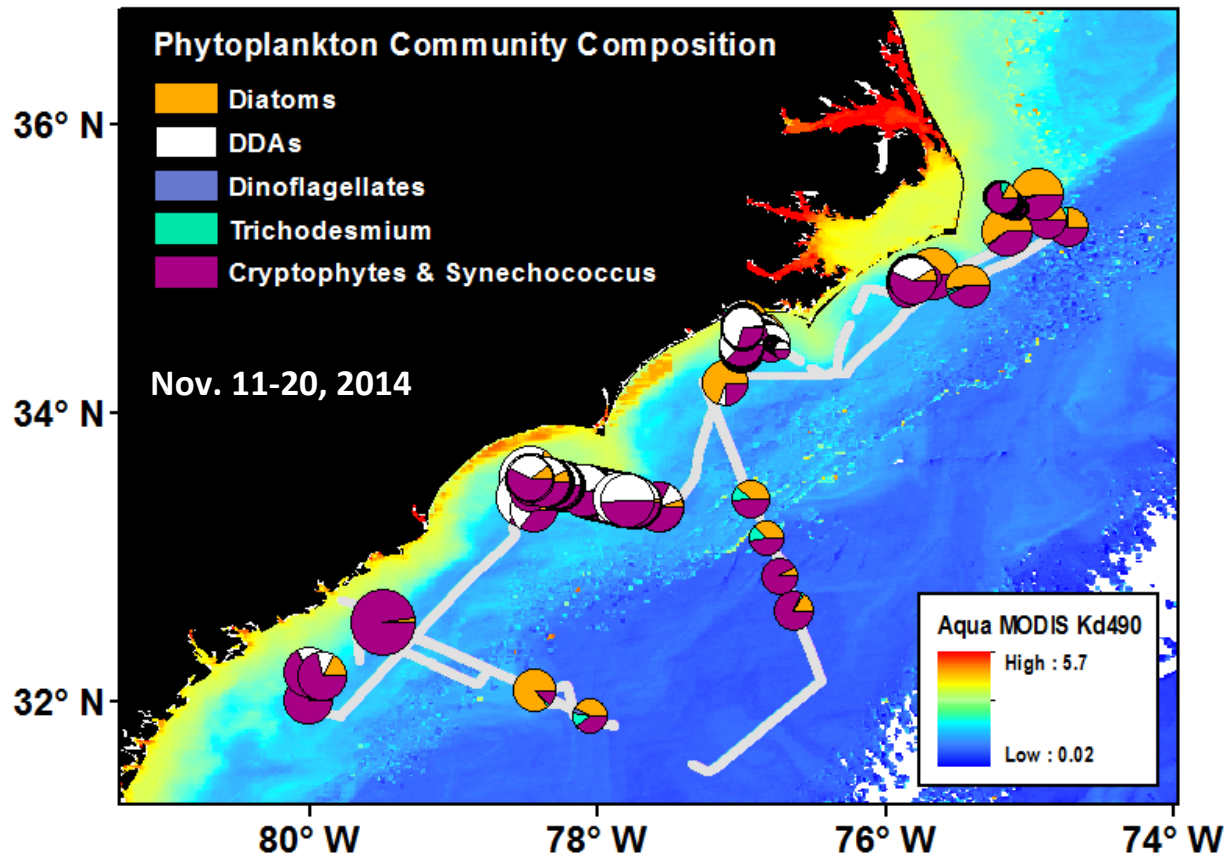 Phytoplankton Community Composition
Diatoms
DDAs
Dinoflagellates
Trichodesmium
Cryptophytes & Synechococcus
Nov. 11-20, 2014
36° N
34° N
32° N
Aqua MODIS Kd490
High : 5.7
Low : 0.02
80° W 78° W 76° W 74° W